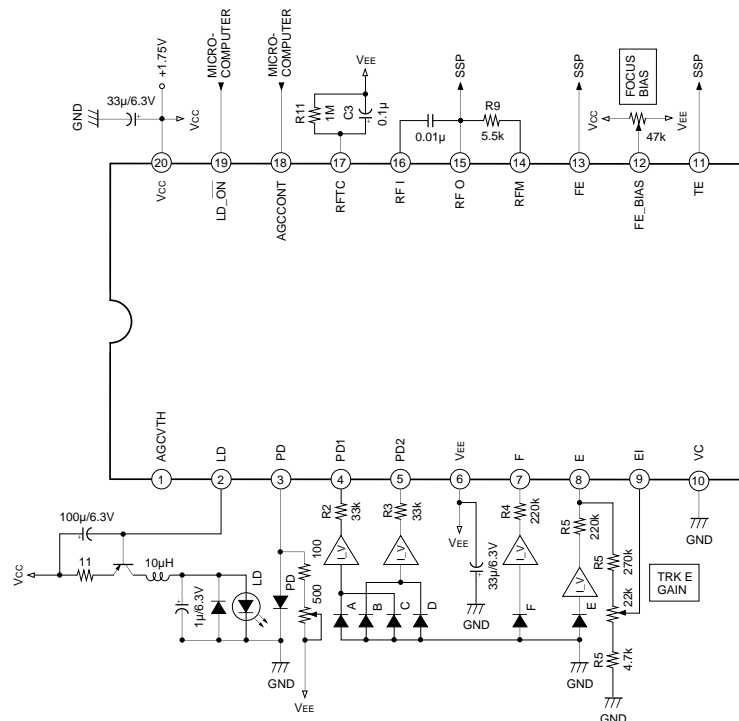 GND
33µ/6.3V
+
+1.75V
Vcc
MICRO-
COMPUTER
MICRO-
COMPUTER
VEE
R11
1M
C3
0.1µ
+
0.01µ
SSP
R9
5.5k
SSP
FOCUS
BIAS
Vcc
VEE
47k
SSP
20
19
18
17
16
15
14
13
12
11
Vcc
LD_ON
AGCCONT
RFTC
RF I
RF O
RFM
FE
FE_BIAS
TE
AGCVTH
LD
PD
PD1
PD2
VEE
F
E
EI
VC
1
2
3
4
5
6
7
8
9
10
100µ/6.3V
+
Vcc
11
10µH
1µ/6.3V
+
LD
PD
100
500
GND
VEE
R2
33k
I_V
R3
33k
I_V
A
B
C
D
VEE
33µ/6.3V
+
R4
220k
I_V
F
R5
220k
I_V
E
GND
R5
270k
22k
R5
4.7k
GND
TRK E
GAIN
GND